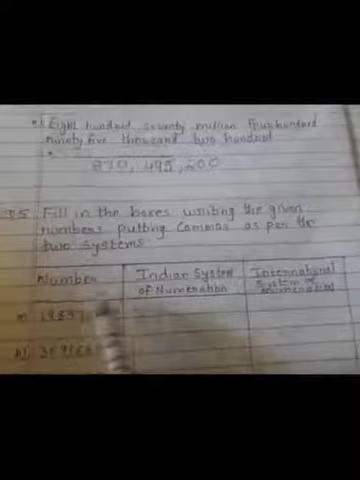 Eight hundred seventy million four hundred
ninety five thousand two hundred
870, 495, 200
Fill in the boxes writing the given
numbers putting Commas as per the
two systems
Number
Indian System
of Numeration
International
System of
Numeration
a)
b)